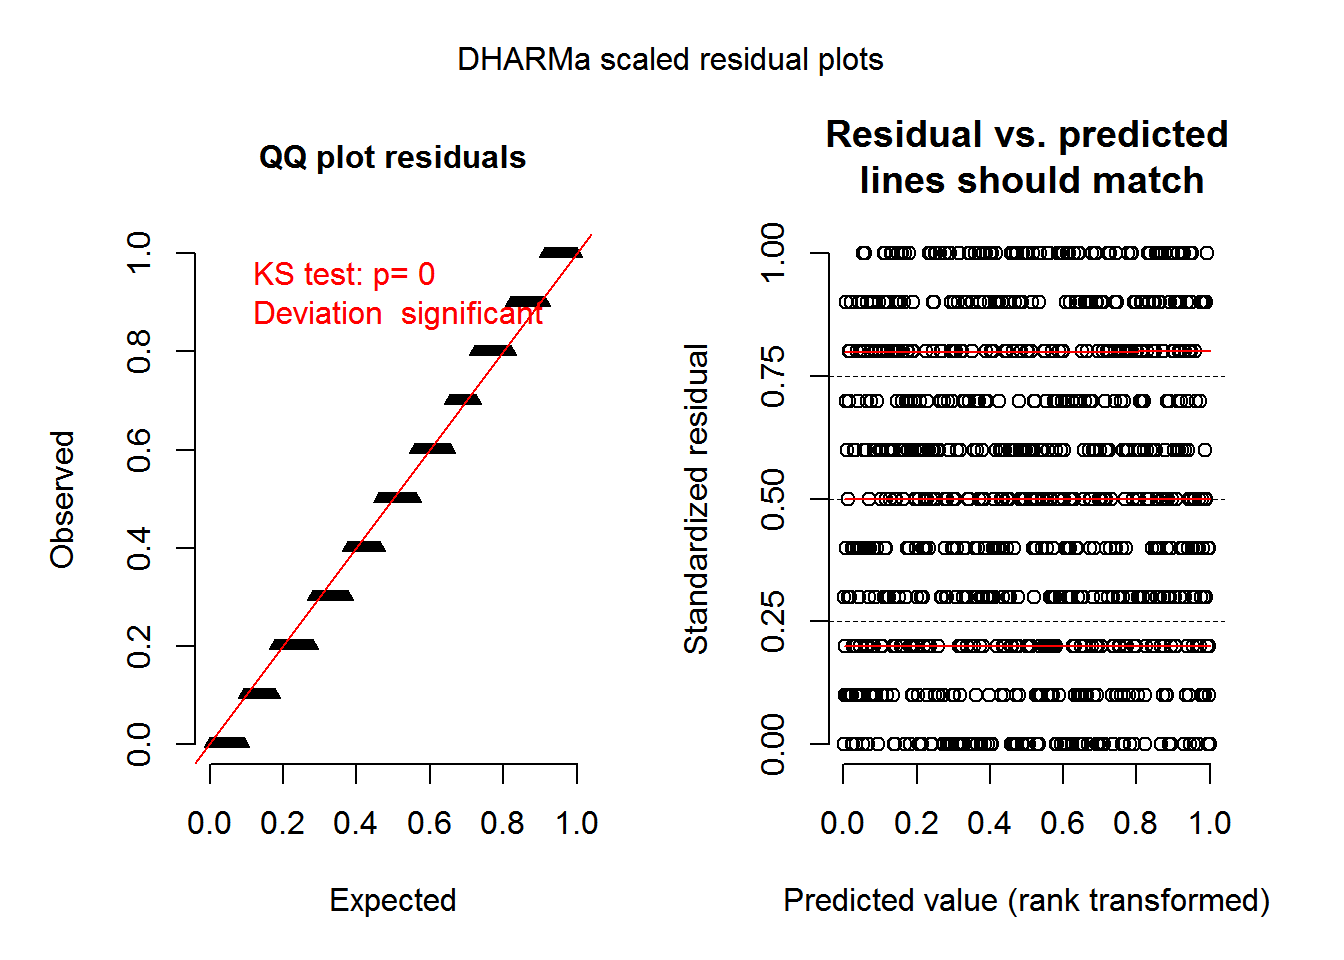 DHARMa scaled residual plots
QQ plot residuals
KS test: p= 0
Deviation  significant
Observed
0.0 0.2 0.4 0.6 0.8 1.0
0.0 0.2 0.4 0.6 0.8 1.0
Expected
Residual vs. predicted
lines should match
Standardized residual
0.00 0.25 0.50 0.75 1.00
0.0 0.2 0.4 0.6 0.8 1.0
Predicted value (rank transformed)